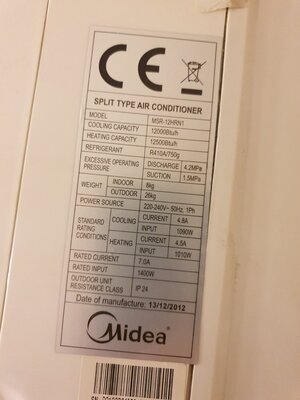 CE
SPLIT TYPE AIR CONDITIONER
MODEL MSR-12HRN1
COOLING CAPACITY 12000Btu/h
HEATING CAPACITY 12500Btu/h
REFRIGERANT R410A/750g
EXCESSIVE OPERATING PRESSURE DISCHARGE 4.2MPa
SUCTION 1.5MPa
WEIGHT INDOOR 8kg
OUTDOOR 26kg
POWER SOURCE 220-240V~ 50Hz, 1Ph
STANDARD RATING CONDITIONS COOLING CURRENT 4.8A
INPUT 1090W
HEATING CURRENT 4.5A
INPUT 1010W
RATED CURRENT 7.0A
RATED INPUT 1400W
OUTDOOR UNIT RESISTANCE CLASS IP 24
Date of manufacture: 13/12/2012
Midea®